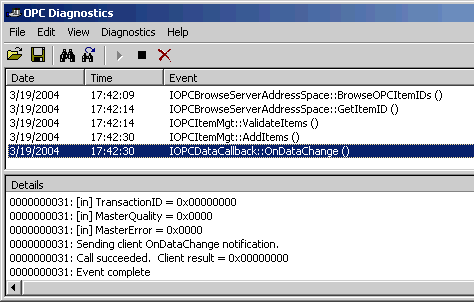 OPC Diagnostics
File Edit View Diagnostics Help
Date Time Event
3/19/2004 17:42:09 IOPCBrowseServerAddressSpace::BrowseOPCItemIDs ()
3/19/2004 17:42:14 IOPCBrowseServerAddressSpace::GetItemID ()
3/19/2004 17:42:14 IOPCItemMgt::ValidateItems ()
3/19/2004 17:42:30 IOPCItemMgt::AddItems ()
3/19/2004 17:42:30 IOPCDataCallback::OnDataChange ()
Details
0000000031: [in] TransactionID = 0x00000000
0000000031: [in] MasterQuality = 0x0000
0000000031: [in] MasterError = 0x0000
0000000031: Sending client OnDataChange notification.
0000000031: Call succeeded. Client result = 0x00000000
0000000031: Event complete